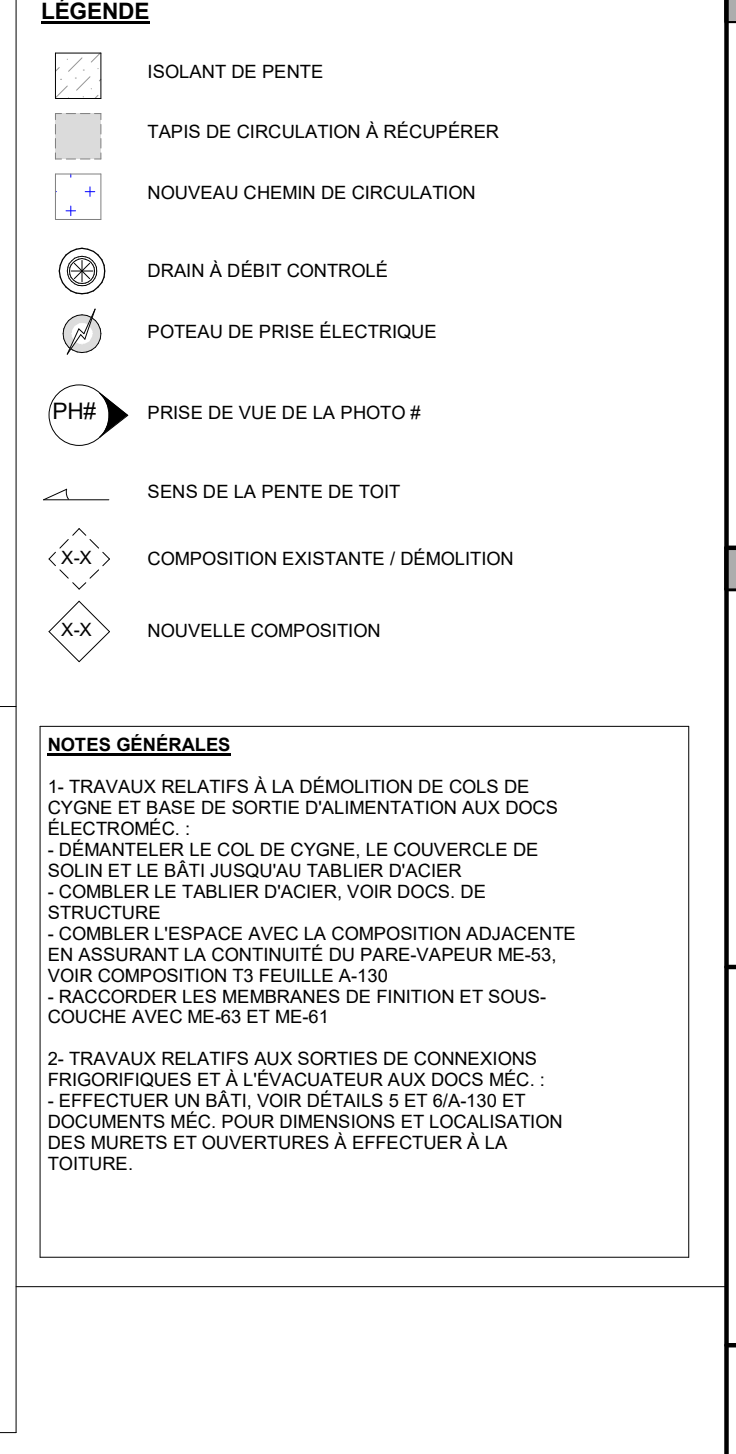 LÉGENDE
ISOLANT DE PENTE
TAPIS DE CIRCULATION À RÉCUPÉRER
NOUVEAU CHEMIN DE CIRCULATION
DRAIN À DÉBIT CONTROLÉ
POTEAU DE PRISE ÉLECTRIQUE
PH# PRISE DE VUE DE LA PHOTO #
SENS DE LA PENTE DE TOIT
X-X COMPOSITION EXISTANTE / DÉMOLITION
X-X NOUVELLE COMPOSITION
NOTES GÉNÉRALES
1- TRAVAUX RELATIFS À LA DÉMOLITION DE COLS DE
CYGNE ET BASE DE SORTIE D'ALIMENTATION AUX DOCS
ÉLECTROMÉC. :
- DÉMANTELER LE COL DE CYGNE, LE COUVERCLE DE
SOLIN ET LE BÂTI JUSQU'AU TABLIER D'ACIER
- COMBLER LE TABLIER D'ACIER, VOIR DOCS. DE
STRUCTURE
- COMBLER L'ESPACE AVEC LA COMPOSITION ADJACENTE
EN ASSURANT LA CONTINUITÉ DU PARE-VAPEUR ME-53,
VOIR COMPOSITION T3 FEUILLE A-130
- RACCORDER LES MEMBRANES DE FINITION ET SOUS-
COUCHE AVEC ME-63 ET ME-61
2- TRAVAUX RELATIFS AUX SORTIES DE CONNEXIONS
FRIGORIFIQUES ET À L'ÉVACUATEUR AUX DOCS MÉC. :
- EFFECTUER UN BÂTI, VOIR DÉTAILS 5 ET 6/A-130 ET
DOCUMENTS MÉC. POUR DIMENSIONS ET LOCALISATION
DES MURETS ET OUVERTURES À EFFECTUER À LA
TOITURE.